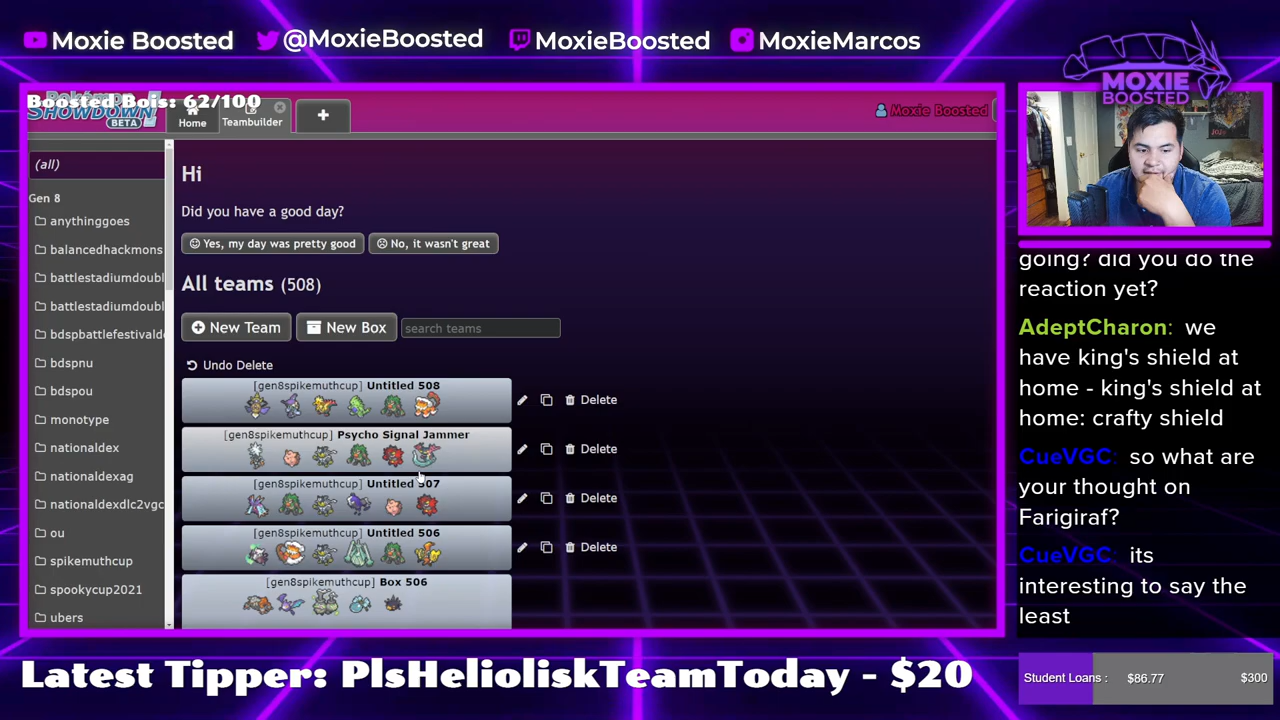 Moxie Boosted
@MoxieBoosted
MoxieBoosted
MoxieMarcos
MOXIE
BOOSTED
Boosted Bois: 62/100
Pokémon
SHOWDOWN
BETA
Home
Teambuilder
Moxie Boosted
(all)
Gen 8
anythinggoes
balancedhackmons
battlestadiumdoubl
battlestadiumdoubl
bdspbattlefestivaldo
bdspnu
bdspou
monotype
nationaldex
nationaldexag
nationaldexdlc2vgc
ou
spikemuthcup
spookycup2021
ubers
Hi
Did you have a good day?
Yes, my day was pretty good
No, it wasn't great
All teams (508)
New Team
New Box
search teams
Undo Delete
[gen8spikemuthcup] Untitled 508
Delete
[gen8spikemuthcup] Psycho Signal Jammer
Delete
[gen8spikemuthcup] Untitled 507
Delete
[gen8spikemuthcup] Untitled 506
Delete
[gen8spikemuthcup] Box 506
going? did you do the
reaction yet?
AdeptCharon: we
have king's shield at
home - king's shield at
home: crafty shield
CueVGC: so what are
your thought on
Farigiraf?
CueVGC: its
interesting to say the
least
Latest Tipper: PlsHelioliskTeamToday - $20
Student Loans :
$86.77
$300